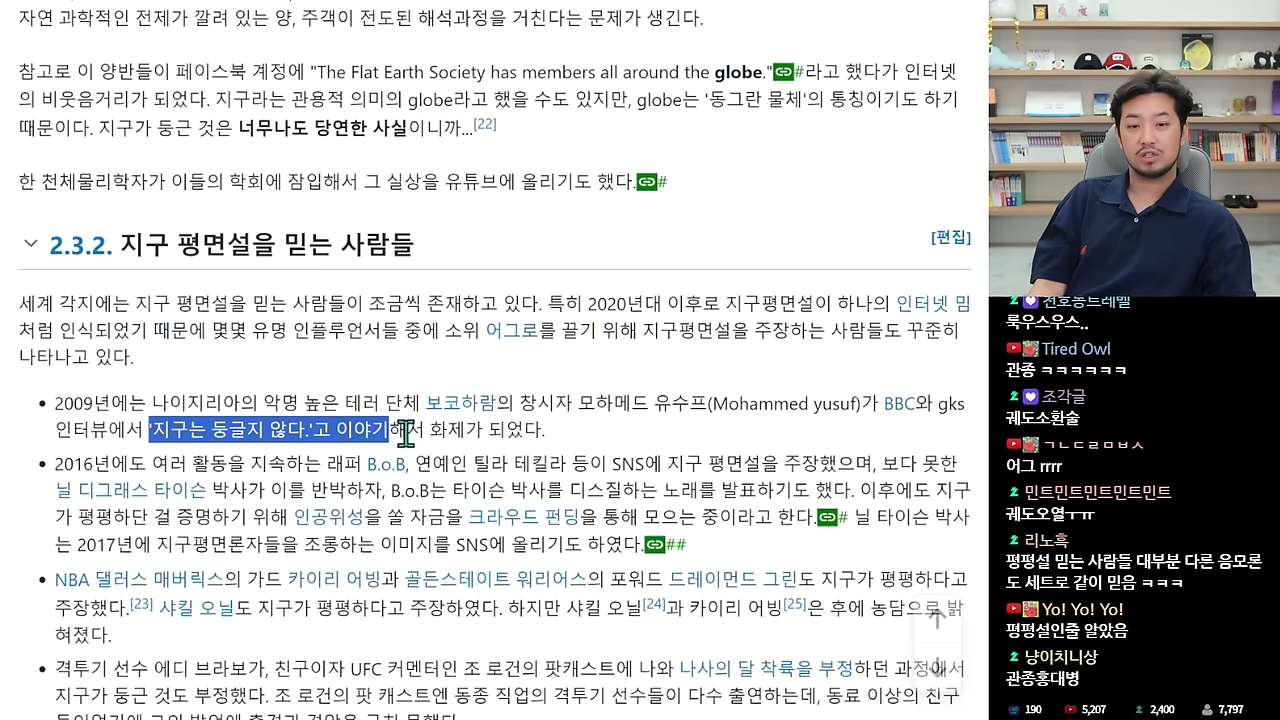 자연 과학적인 전제가 깔려 있는 양, 주객이 전도된 해석과정을 거친다는 문제가 생긴다.
참고로 이 양반들이 페이스북 계정에 "The Flat Earth Society has members all around the globe."#라고 했다가 인터넷
의 비웃음거리가 되었다. 지구라는 관용적 의미의 globe라고 했을 수도 있지만, globe는 '동그란 물체'의 통칭이기도 하기
때문이다. 지구가 둥근 것은 너무나도 당연한 사실이니까...[22]
한 천체물리학자가 이들의 학회에 잠입해서 그 실상을 유튜브에 올리기도 했다.#
2.3.2. 지구 평면설을 믿는 사람들
[편집]
세계 각지에는 지구 평면설을 믿는 사람들이 조금씩 존재하고 있다. 특히 2020년대 이후로 지구평면설이 하나의 인터넷 밈
처럼 인식되었기 때문에 몇몇 유명 인플루언서들 중에 소위 어그로를 끌기 위해 지구평면설을 주장하는 사람들도 꾸준히
나타나고 있다.
• 2009년에는 나이지리아의 악명 높은 테러 단체 보코하람의 창시자 모하메드 유수프(Mohammed yusuf)가 BBC와 gks
인터뷰에서 '지구는 둥글지 않다.'고 이야기해서 화제가 되었다.
• 2016년에도 여러 활동을 지속하는 래퍼 B.o.B, 연예인 틸라 테킬라 등이 SNS에 지구 평면설을 주장했으며, 보다 못한
닐 디그래스 타이슨 박사가 이를 반박하자, B.o.B는 타이슨 박사를 디스질하는 노래를 발표하기도 했다. 이후에도 지구
가 평평하단 걸 증명하기 위해 인공위성을 쏠 자금을 크라우드 펀딩을 통해 모으는 중이라고 한다.# 닐 타이슨 박사
는 2017년에 지구평면론자들을 조롱하는 이미지를 SNS에 올리기도 하였다.##
• NBA 댈러스 매버릭스의 가드 카이리 어빙과 골든스테이트 워리어스의 포워드 드레이먼드 그린도 지구가 평평하다고
주장했다.[23] 샤킬 오닐도 지구가 평평하다고 주장하였다. 하지만 샤킬 오닐[24]과 카이리 어빙[25]은 후에 농담으로 밝
혀졌다.
• 격투기 선수 에디 브라보가, 친구이자 UFC 커멘터인 조 로건의 팟캐스트에 나와 나사의 달 착륙을 부정하던 과정에서
지구가 둥근 것도 부정했다. 조 로건의 팟 캐스트엔 동종 직업의 격투기 선수들이 다수 출연하는데, 동료 이상의 친구
천호동트레벨
룩우스우스..
Tired Owl
관종 ㅋㅋㅋㅋㅋㅋ
조각글
궤도소환술
ㄱㄴㄷㄹㅁㅂㅅ
어그 rrrr
민트민트민트민트민트
궤도오열ㅜㅠ
리노흑
평평설 믿는 사람들 대부분 다른 음모론
도 세트로 같이 믿음 ㅋㅋㅋ
Yo! Yo! Yo!
평평설인줄 알았음
냥이치니상
관종홍대병
190 5,207 2,400 7,797